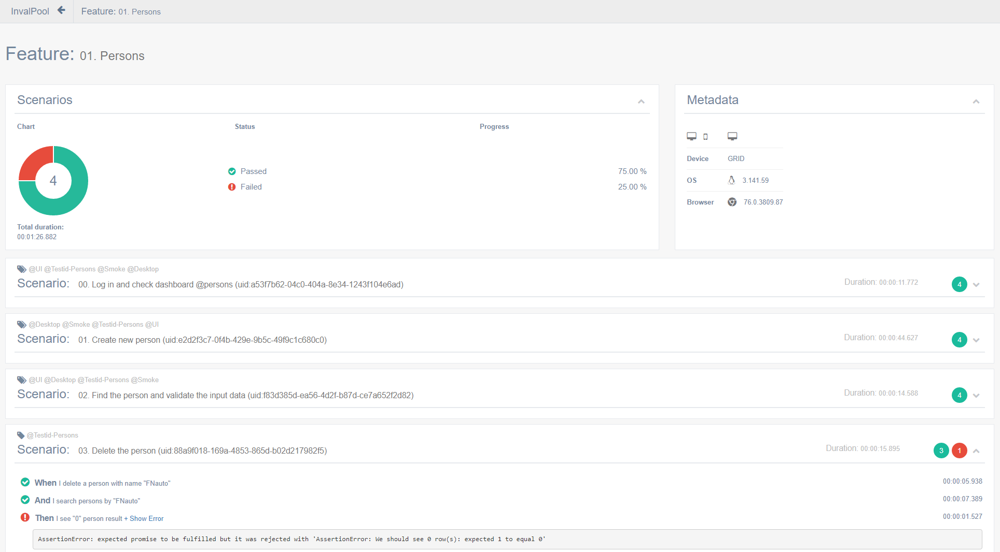 InvalPool
Feature: 01. Persons
Feature: 01. Persons
Scenarios
Chart Status Progress
4
Passed 75.00 %
Failed 25.00 %
Total duration:
00:01:26.882
Metadata
Device GRID
OS 3.141.59
Browser 76.0.3809.87
@UI @Testid-Persons @Smoke @Desktop
Scenario: 00. Log in and check dashboard @persons (uid:a53f7b62-04c0-404a-8e34-1243f104e6ad) Duration: 00:00:11.772 4
@Desktop @Smoke @Testid-Persons @UI
Scenario: 01. Create new person (uid:e2d2f3c7-0f4b-429e-9b5c-49f9c1c680c0) Duration: 00:00:44.627 4
@UI @Desktop @Testid-Persons @Smoke
Scenario: 02. Find the person and validate the input data (uid:f83d385d-ea56-4d2f-b87d-ce7a652f2d82) Duration: 00:00:14.588 4
@Testid-Persons
Scenario: 03. Delete the person (uid:88a9f018-169a-4853-865d-b02d217982f5) Duration: 00:00:15.895 3 1
When I delete a person with name "FNauto" 00:00:05.938
And I search persons by "FNauto" 00:00:07.389
Then I see "0" person result + Show Error 00:00:01.527
AssertionError: expected promise to be fulfilled but it was rejected with 'AssertionError: We should see 0 row(s): expected 1 to equal 0'